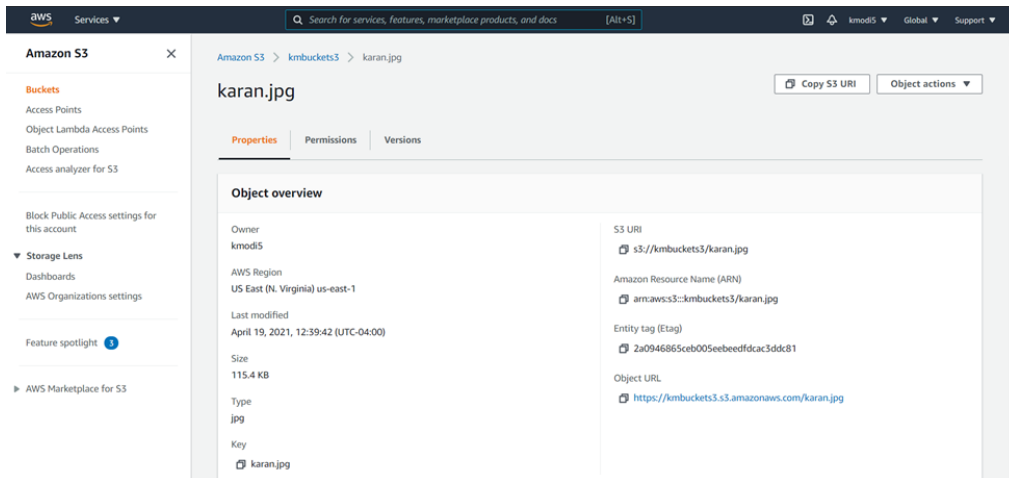 aws Services ▼ Search for services, features, marketplace products, and docs [Alt+S] kmodi5 ▼ Global ▼ Support ▼
Amazon S3 ×
Buckets
Access Points
Object Lambda Access Points
Batch Operations
Access analyzer for S3
Block Public Access settings for
this account
▼ Storage Lens
Dashboards
AWS Organizations settings
Feature spotlight 3
▶ AWS Marketplace for S3
Amazon S3 > kmbuckets3 > karan.jpg
karan.jpg
Copy S3 URI Object actions ▼
Properties Permissions Versions
Object overview
Owner
kmodi5
AWS Region
US East (N. Virginia) us-east-1
Last modified
April 19, 2021, 12:39:42 (UTC-04:00)
Size
115.4 KB
Type
jpg
Key
karan.jpg
S3 URI
s3://kmbuckets3/karan.jpg
Amazon Resource Name (ARN)
arn:aws:s3:::kmbuckets3/karan.jpg
Entity tag (Etag)
2a0946865ceb005eebeedfdcac3ddc81
Object URL
https://kmbuckets3.s3.amazonaws.com/karan.jpg